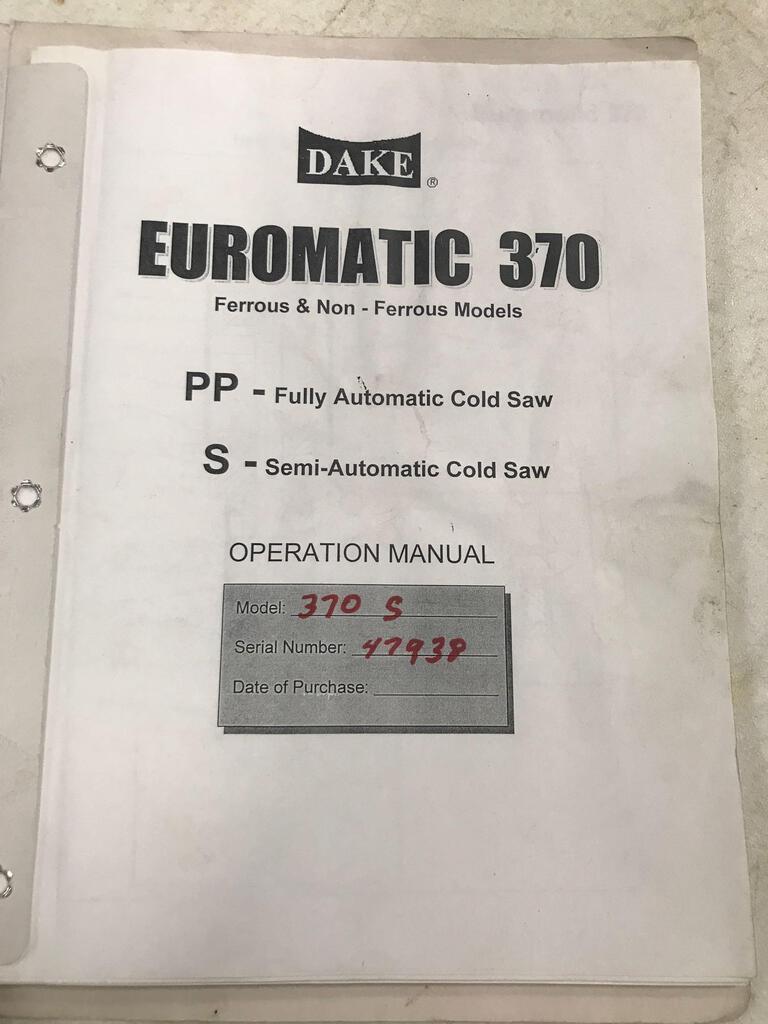 DAKE ®
EUROMATIC 370
Ferrous & Non - Ferrous Models
PP - Fully Automatic Cold Saw
S - Semi-Automatic Cold Saw
OPERATION MANUAL
Model: 370 S
Serial Number: 47938
Date of Purchase: